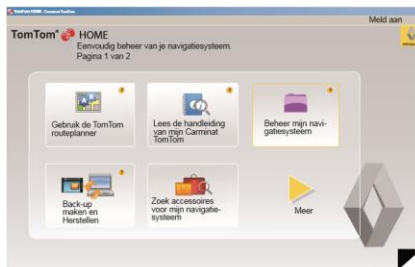 TomTom HOME - Carminat TomTom
Meld aan
TomTom® HOME
Eenvoudig beheer van je navigatiesysteem.
Pagina 1 van 2
Gebruik de TomTom
routeplanner
Lees de handleiding
van mijn Carminat
TomTom
Beheer mijn navi-
gatiesysteem
Back-up
maken en
Herstellen
Zoek accessoires
voor mijn navigatie-
systeem
Meer